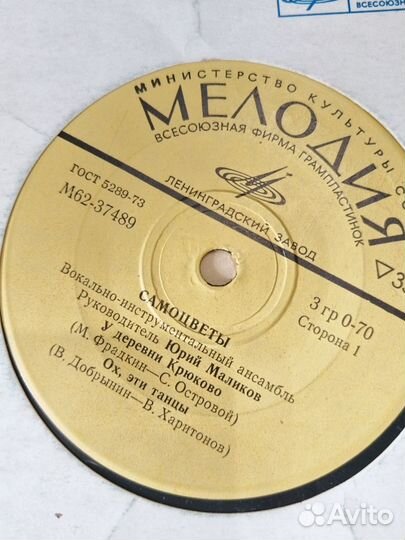 ВСЕСОЮЗН
МИНИСТЕРСТВО КУЛЬТУРЫ
МЕЛОДИЯ
ВСЕСОЮЗНАЯ ФИРМА ГРАМПЛАСТИНОК
ЛЕНИНГРАДСКИЙ ЗАВОД
ГОСТ 5289-73
М62-37489
3 гр 0-70
Сторона 1
САМОЦВЕТЫ
Вокально-инструментальный ансамбль
Руководитель Юрий Маликов
У деревни Крюково
(М. Фрадкин—С. Островой)
Ох, эти танцы
(В. Добрынин—В. Харитонов)
Avito